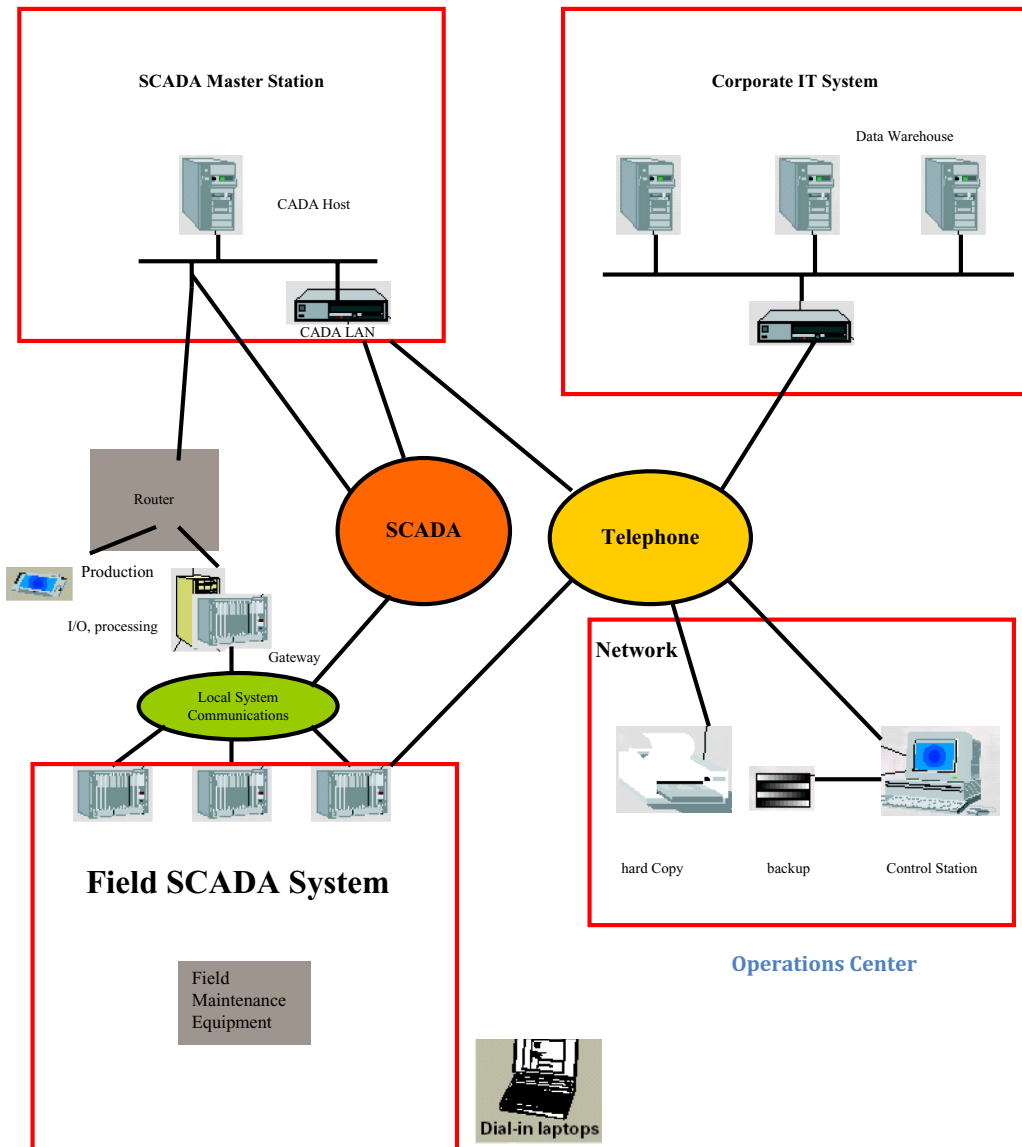 SCADA Master Station
Corporate IT System
Data Warehouse
CADA Host
CADA LAN
Router
SCADA
Telephone
Production
I/O, processing
Gateway
Local System
Communications
Network
hard Copy
backup
Control Station
Field SCADA System
Operations Center
Field
Maintenance
Equipment
Dial-in laptops